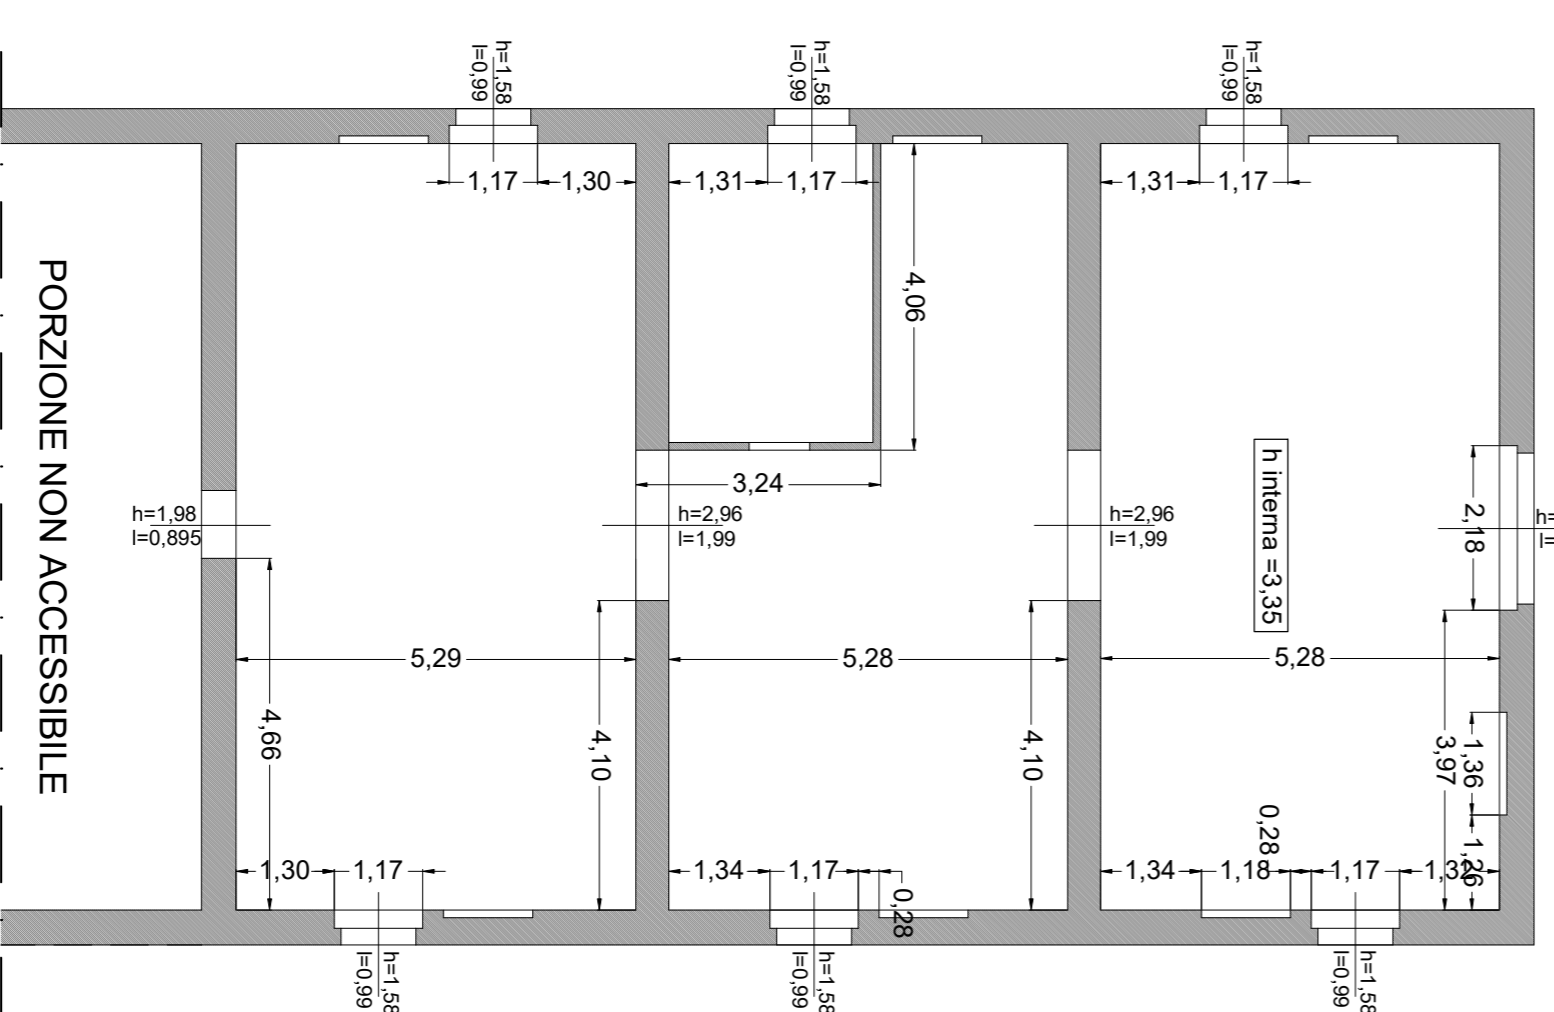 h=1,58
l=0,99
h=1,58
l=0,99
h=1,58
l=0,99
1,17
1,30
1,31
1,17
1,31
1,17
4,06
3,24
PORZIONE NON ACCESSIBILE
h=1,98
l=0,895
h=2,96
l=1,99
h=2,96
l=1,99
h interna =3,35
2,18
h=
l=
5,29
5,28
5,28
4,66
4,10
4,10
3,97
1,36
1,26
0,28
1,30
1,17
1,34
1,17
0,28
1,34
1,18
1,17
h=1,58
l=0,99
h=1,58
l=0,99
h=1,58
l=0,99